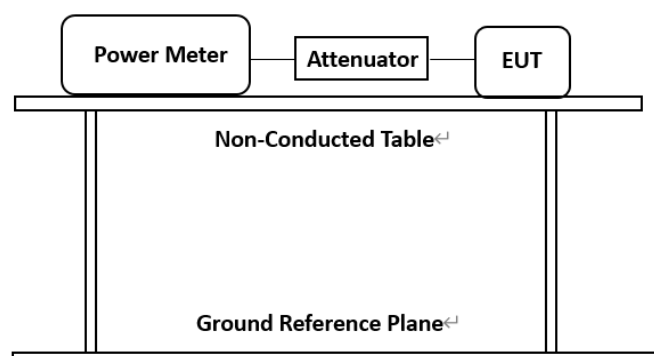 Power Meter
Attenuator
EUT
Non-Conducted Table↵
Ground Reference Plane↵